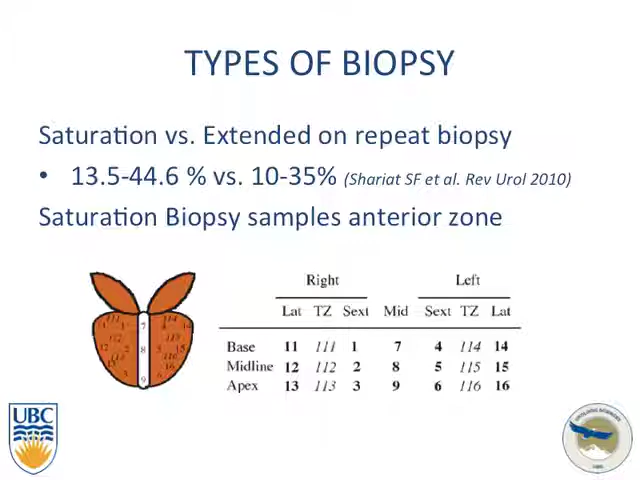 TYPES OF BIOPSY
Saturation vs. Extended on repeat biopsy
• 13.5-44.6 % vs. 10-35% (Shariat SF et al. Rev Urol 2010)
Saturation Biopsy samples anterior zone
Right Left
Lat TZ Sext Mid Sext TZ Lat
Base 11 111 1 7 4 114 14
Midline 12 112 2 8 5 115 15
Apex 13 113 3 9 6 116 16
7
8
9
UBC